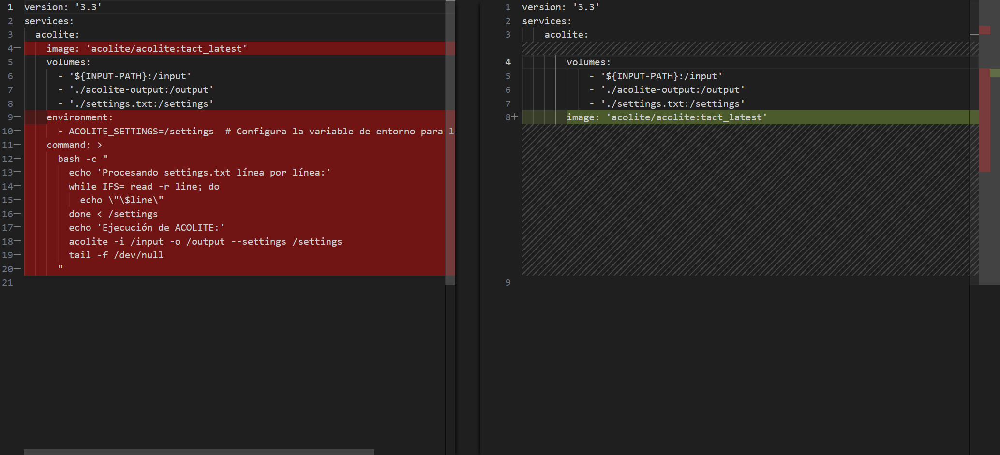 1 version: '3.3'
2 services:
3 acolite:
4— image: 'acolite/acolite:tact_latest'
5 volumes:
6 - '${INPUT-PATH}:/input'
7 - './acolite-output:/output'
8 - './settings.txt:/settings'
9— environment:
10— - ACOLITE_SETTINGS=/settings  # Configura la variable de entorno para l
11— command: >
12— bash -c "
13— echo 'Procesando settings.txt línea por línea:'
14— while IFS= read -r line; do
15— echo \"\$line\"
16— done < /settings
17— echo 'Ejecución de ACOLITE:'
18— acolite -i /input -o /output --settings /settings
19— tail -f /dev/null
20— "
21
1 version: '3.3'
2 services:
3 acolite:
4 volumes:
5 - '${INPUT-PATH}:/input'
6 - './acolite-output:/output'
7 - './settings.txt:/settings'
8+ image: 'acolite/acolite:tact_latest'
9